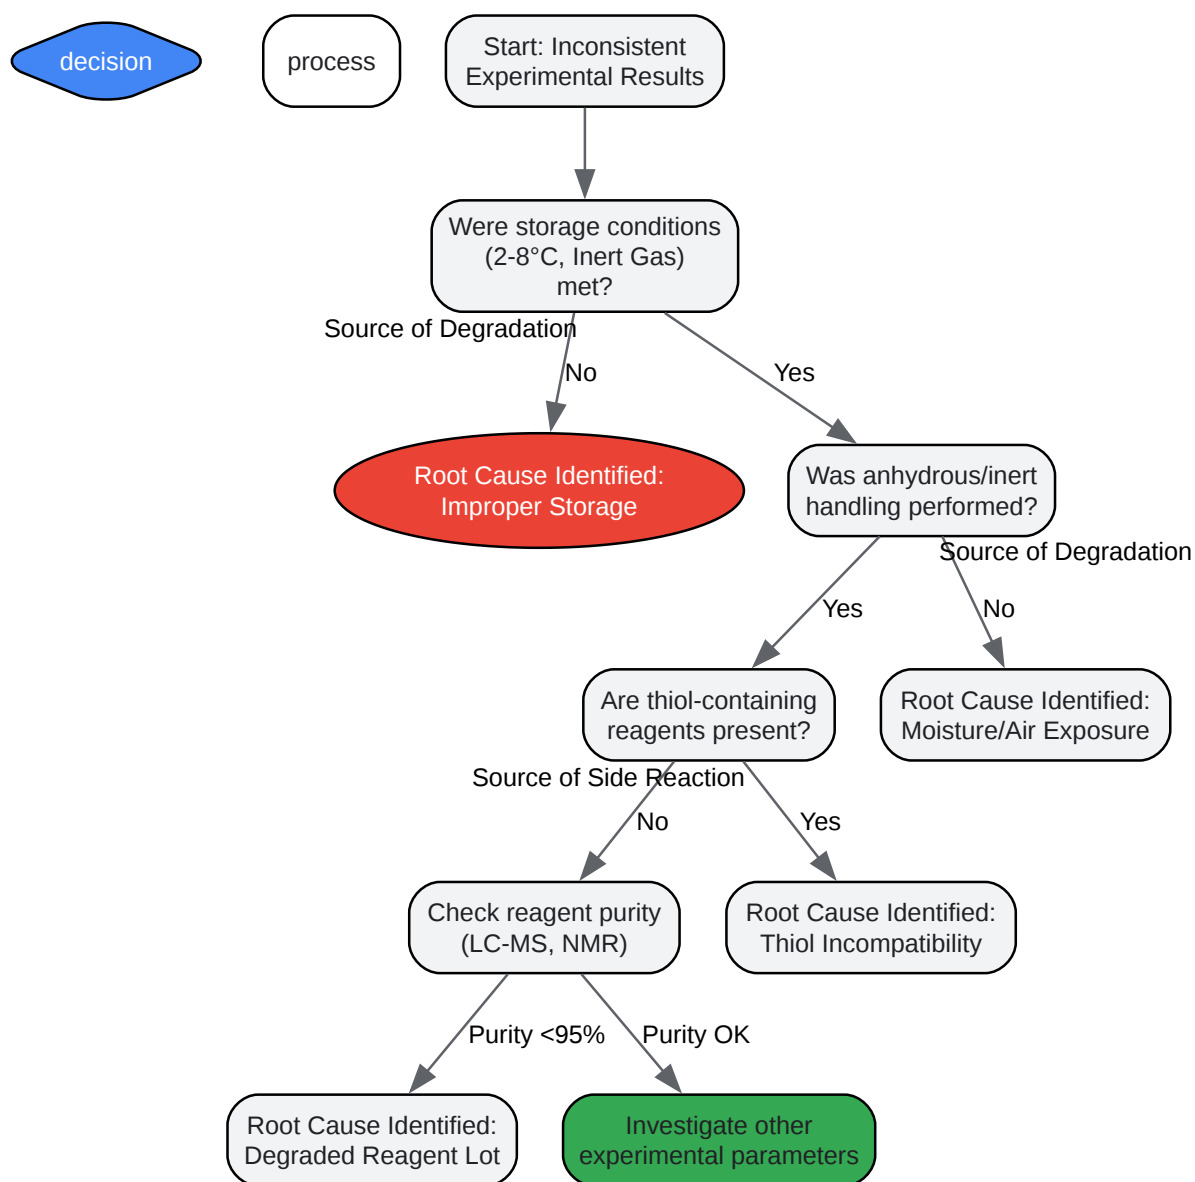 decision
process
Start: Inconsistent
Experimental Results
Were storage conditions
(2-8°C, Inert Gas)
met?
Source of Degradation
No
Yes
Root Cause Identified:
Improper Storage
Was anhydrous/inert
handling performed?
Source of Degradation
Yes
No
Are thiol-containing
reagents present?
Root Cause Identified:
Moisture/Air Exposure
Source of Side Reaction
No
Yes
Check reagent purity
(LC-MS, NMR)
Root Cause Identified:
Thiol Incompatibility
Purity <95%
Purity OK
Root Cause Identified:
Degraded Reagent Lot
Investigate other
experimental parameters